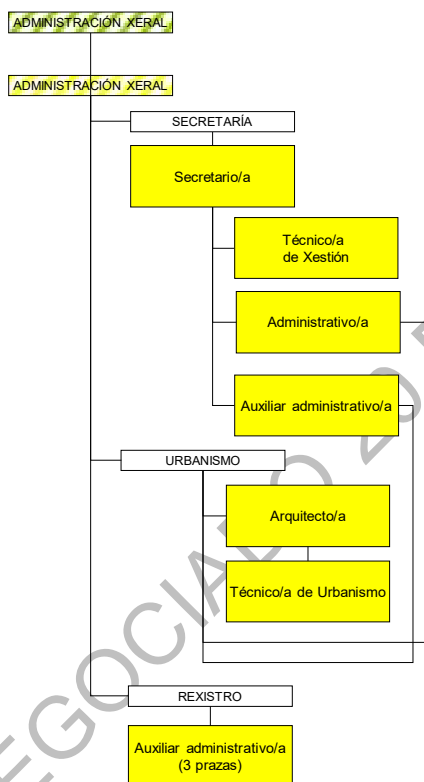 ADMINISTRACIÓN XERAL
ADMINISTRACIÓN XERAL
SECRETARÍA
Secretario/a
Técnico/a
de Xestión
Administrativo/a
Auxiliar administrativo/a
URBANISMO
Arquitecto/a
Técnico/a de Urbanismo
REXISTRO
Auxiliar administrativo/a
(3 prazas)